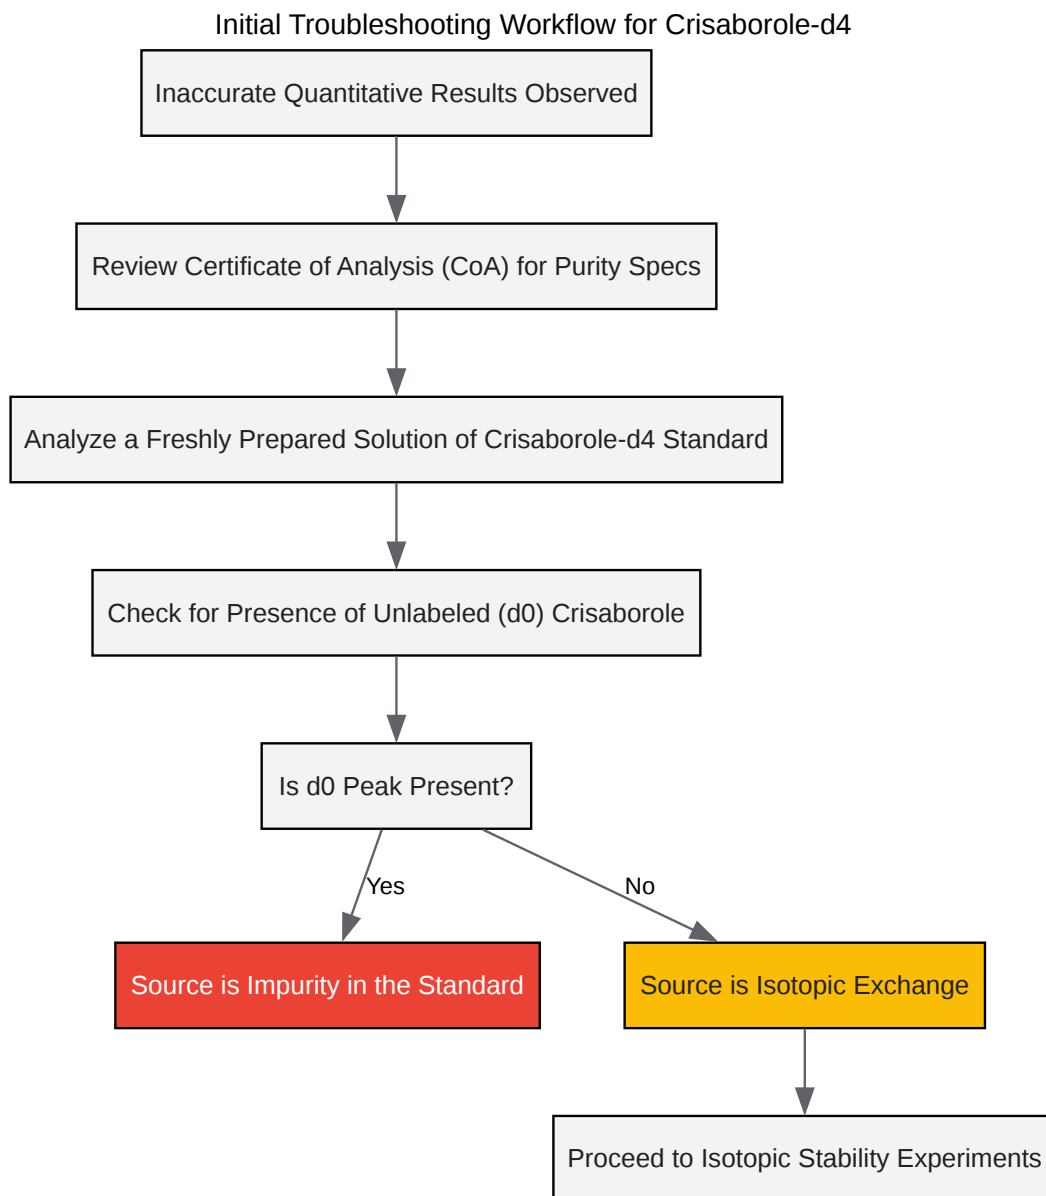 Initial Troubleshooting Workflow for Crisaborole-d4
Inaccurate Quantitative Results Observed
Review Certificate of Analysis (CoA) for Purity Specs
Analyze a Freshly Prepared Solution of Crisaborole-d4 Standard
Check for Presence of Unlabeled (d0) Crisaborole
Is d0 Peak Present?
Yes
No
Source is Impurity in the Standard
Source is Isotopic Exchange
Proceed to Isotopic Stability Experiments